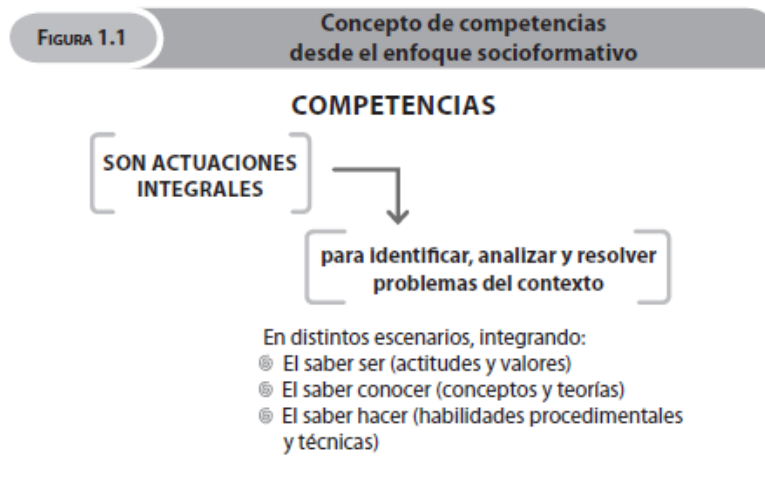 FIGURA 1.1
Concepto de competencias
desde el enfoque socioformativo
COMPETENCIAS
SON ACTUACIONES
INTEGRALES
para identificar, analizar y resolver
problemas del contexto
En distintos escenarios, integrando:
El saber ser (actitudes y valores)
El saber conocer (conceptos y teorías)
El saber hacer (habilidades procedimentales
y técnicas)